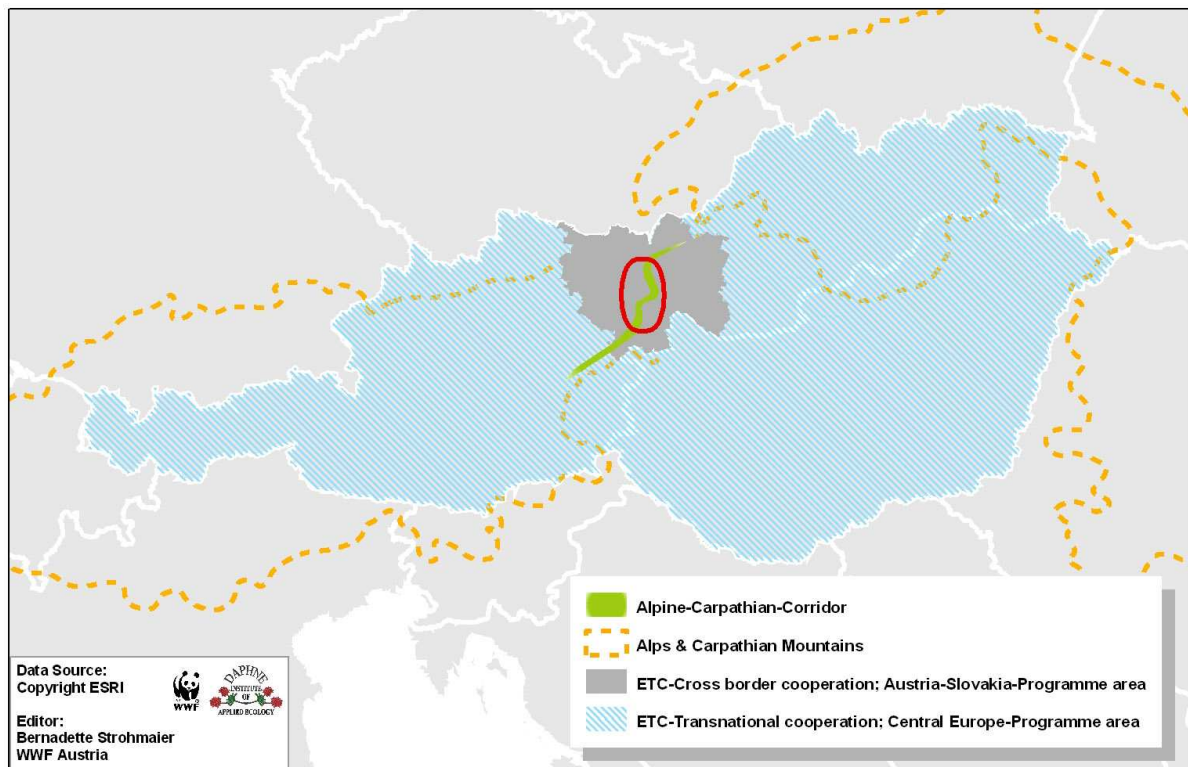 Alpine-Carpathian-Corridor
Alps & Carpathian Mountains
ETC-Cross border cooperation; Austria-Slovakia-Programme area
ETC-Transnational cooperation; Central Europe-Programme area
Data Source:
Copyright ESRI
Editor:
Bernadette Strohmaier
WWF Austria
WWF
DAPHNE
INSTITUTE
OF
APPLIED ECOLOGY